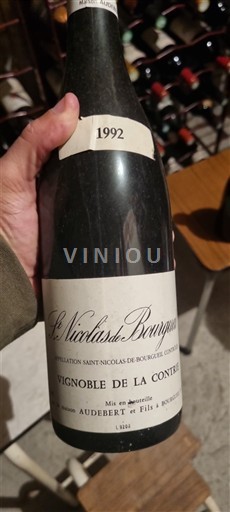 1992
VINIOU
St Nicolas de Bourgueil
APPELLATION SAINT-NICOLAS-DE-BOURGUEIL CONTROLÉE
VIGNOBLE DE LA CONTRIE
Mis en bouteille
Maison AUDEBERT et Fils à BOURGUEIL